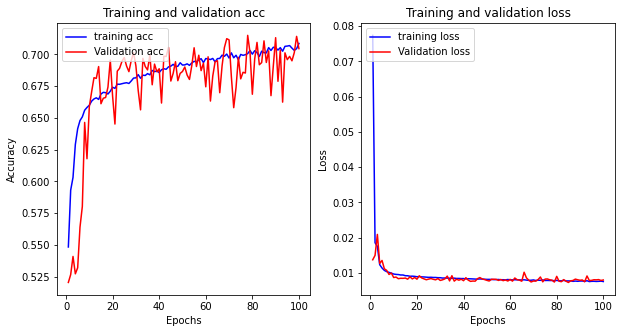 Training and validation acc
training acc
Validation acc
0.700
0.675
0.650
0.625
0.600
0.575
0.550
0.525
Accuracy
0
20
40
60
80
100
Epochs
Training and validation loss
training loss
Validation loss
0.08
0.07
0.06
0.05
0.04
0.03
0.02
0.01
Loss
0
20
40
60
80
100
Epochs